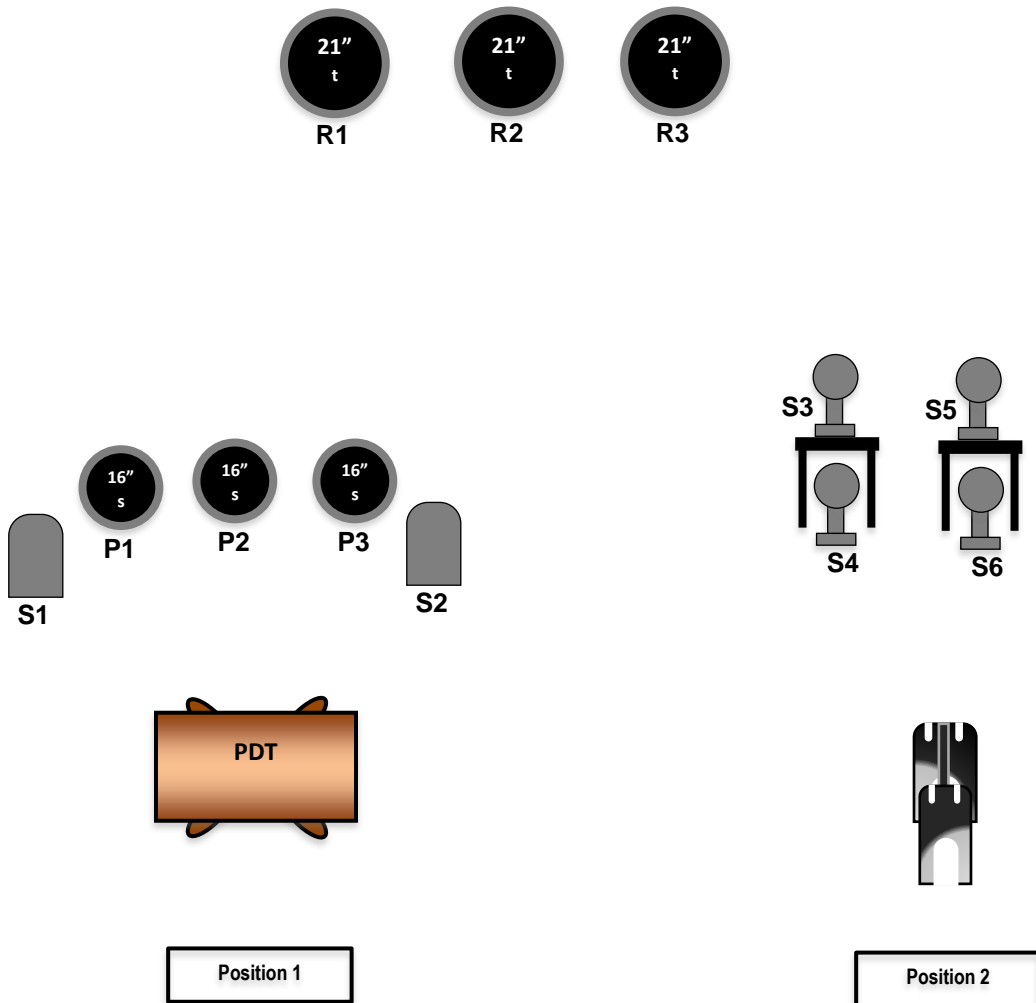 21”
t
21”
t
21”
t
R1
R2
R3
S3
S5
16”
s
16”
s
16”
s
P1
P2
P3
S4
S6
S1
S2
PDT
Position 1
Position 2